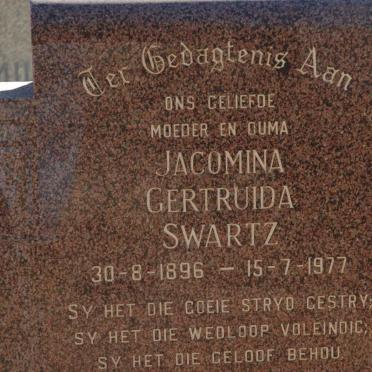 Ter Gedagtenis Aan
ONS GELIEFDE
MOEDER EN OUMA
JACOMINA
GERTRUIDA
SWARTZ
30-8-1896 — 15-7-1977
SY HET DIE GOEIE STRYD GESTRY;
SY HET DIE WEDLOOP VOLEINDIG;
SY HET DIE GELOOF BEHOU.